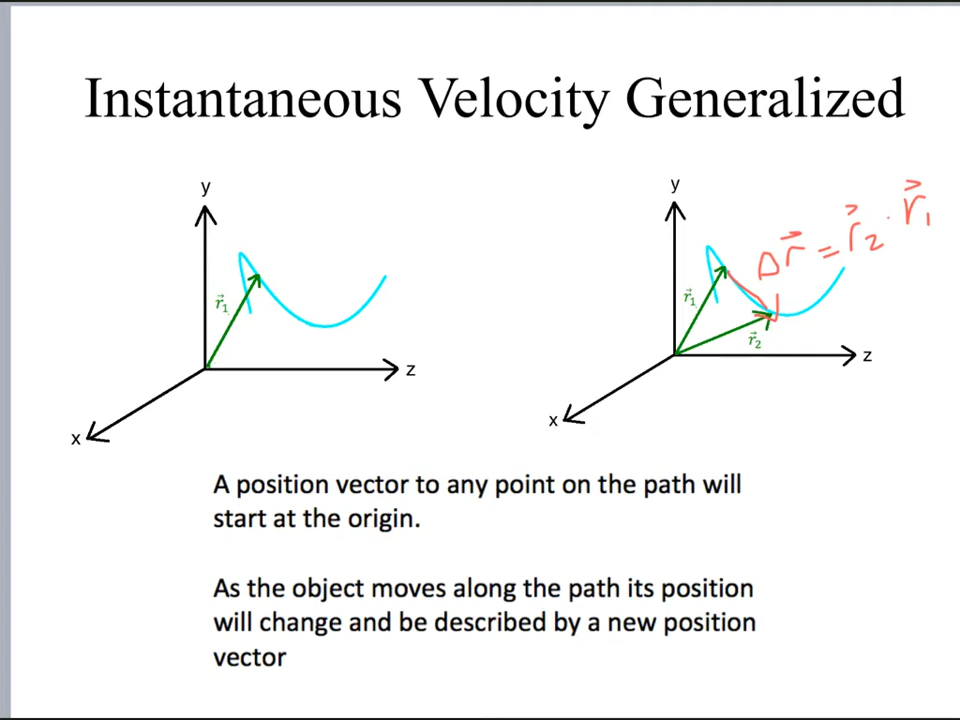 Instantaneous Velocity Generalized
y
r⃗₁
z
x
y
Δr⃗ = r⃗₂ · r⃗₁
r⃗₁
r⃗₂
z
x
A position vector to any point on the path will
start at the origin.
As the object moves along the path its position
will change and be described by a new position
vector